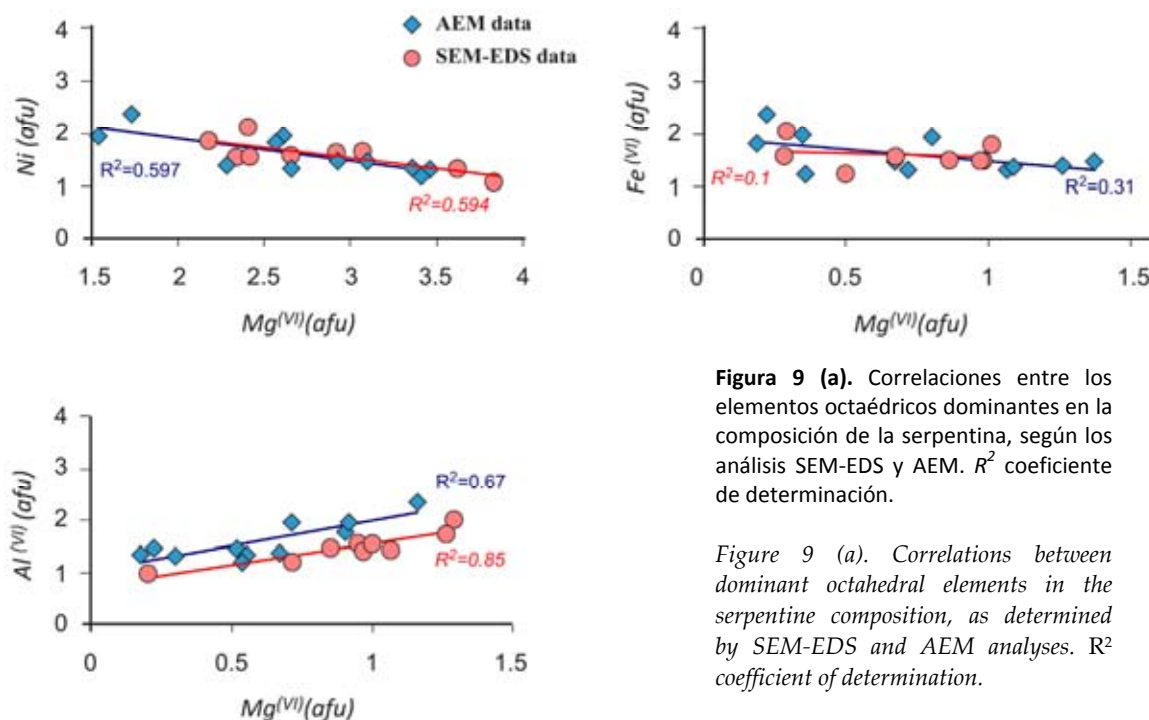 4
3
2
1
0
Ni (afu)
AEM data
SEM-EDS data
R²=0.597
R²=0.594
1.5 2 2.5 3 3.5 4
Mg(VI)(afu)
4
3
2
1
0
Fe(VI) (afu)
R²=0.1
R²=0.31
0 0.5 1 1.5
Mg(VI)(afu)
4
3
2
1
0
Al (VI) (afu)
R²=0.67
R²=0.85
0 0.5 1 1.5
Mg(VI)(afu)
Figura 9 (a). Correlaciones entre los
elementos octaédricos dominantes en la
composición de la serpentina, según los
análisis SEM-EDS y AEM. R² coeficiente
de determinación.
Figure 9 (a). Correlations between
dominant octahedral elements in the
serpentine composition, as determined
by SEM-EDS and AEM analyses. R²
coefficient of determination.